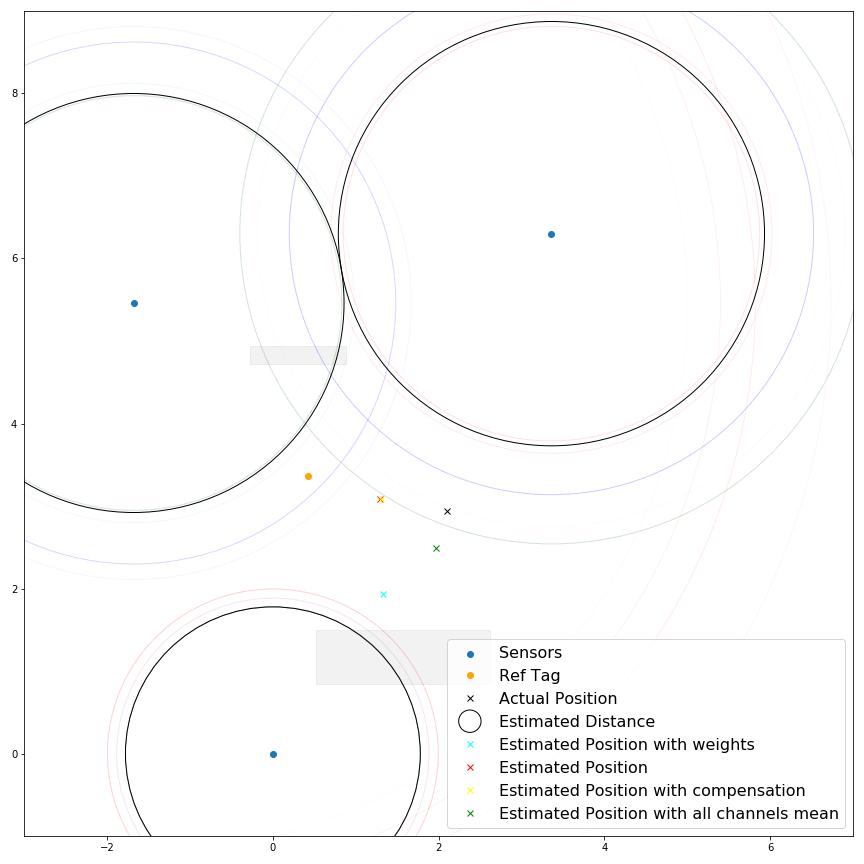 8
6
4
2
0
−2
0
2
4
6
Sensors
Ref Tag
Actual Position
Estimated Distance
Estimated Position with weights
Estimated Position
Estimated Position with compensation
Estimated Position with all channels mean